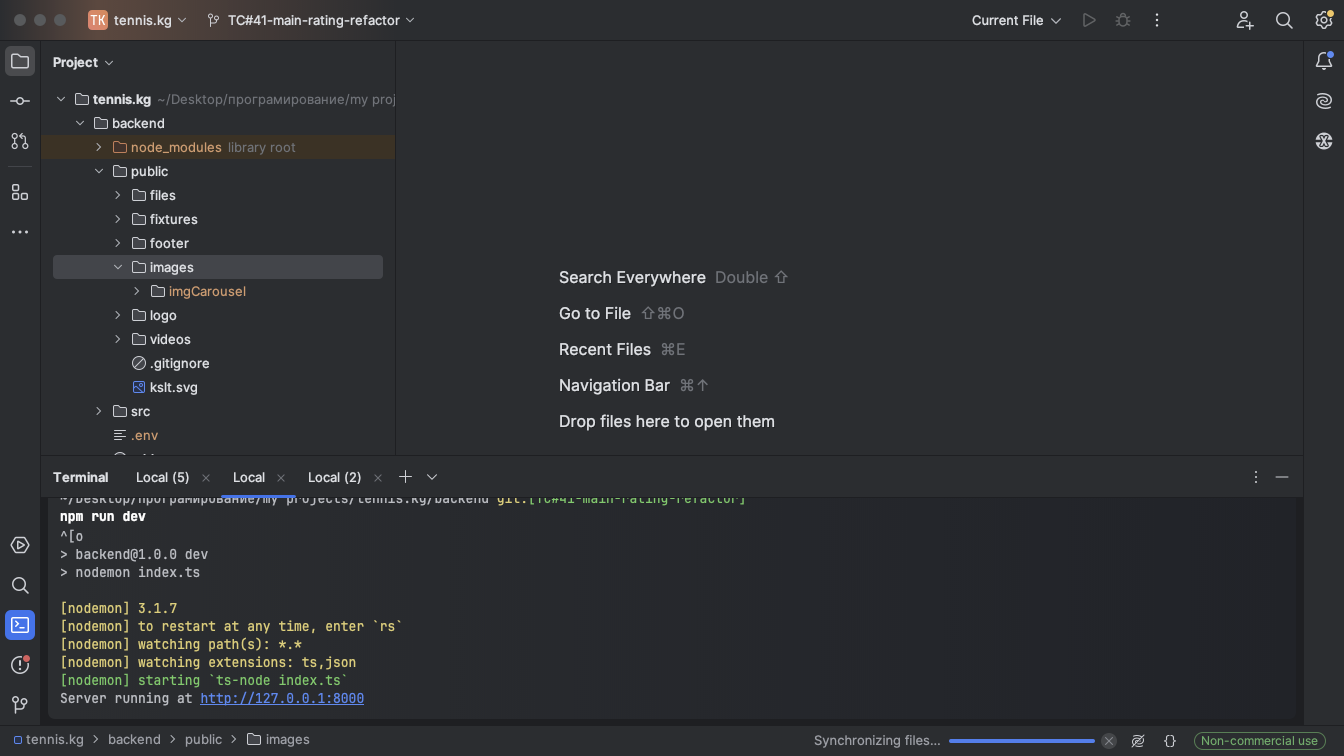 TK tennis.kg
TC#41-main-rating-refactor
Current File
Project
tennis.kg ~/Desktop/програмирование/my proj
backend
node_modules library root
public
files
fixtures
footer
images
imgCarousel
logo
videos
.gitignore
kslt.svg
src
.env
Search Everywhere Double ⇧
Go to File ⇧⌘O
Recent Files ⌘E
Navigation Bar ⌘↑
Drop files here to open them
Terminal Local (5) Local Local (2)
~/Desktop/програмирование/my projects/tennis.kg/backend git:[TC#41-main-rating-refactor]
npm run dev
^[o
> backend@1.0.0 dev
> nodemon index.ts
[nodemon] 3.1.7
[nodemon] to restart at any time, enter `rs`
[nodemon] watching path(s): *.*
[nodemon] watching extensions: ts,json
[nodemon] starting `ts-node index.ts`
Server running at http://127.0.0.1:8000
tennis.kg > backend > public > images
Synchronizing files...
Non-commercial use